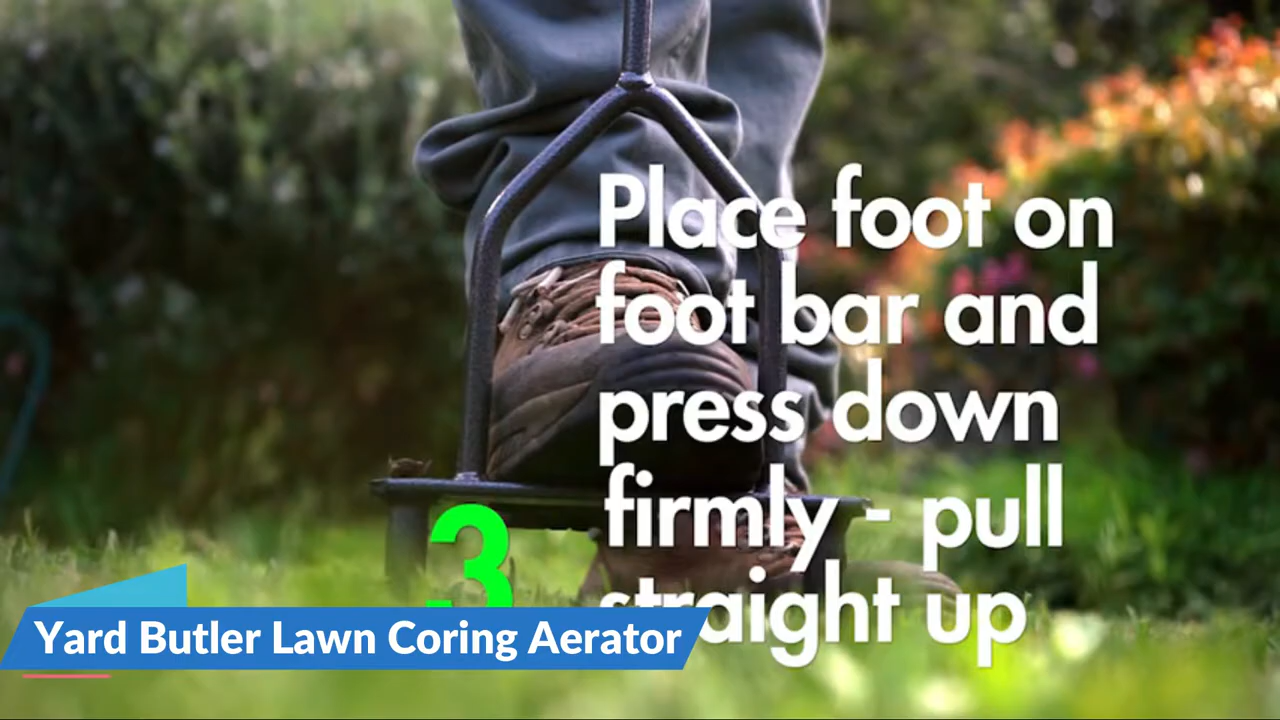 Place foot on
foot bar and
press down
firmly - pull
straight up
3
Yard Butler Lawn Coring Aerator